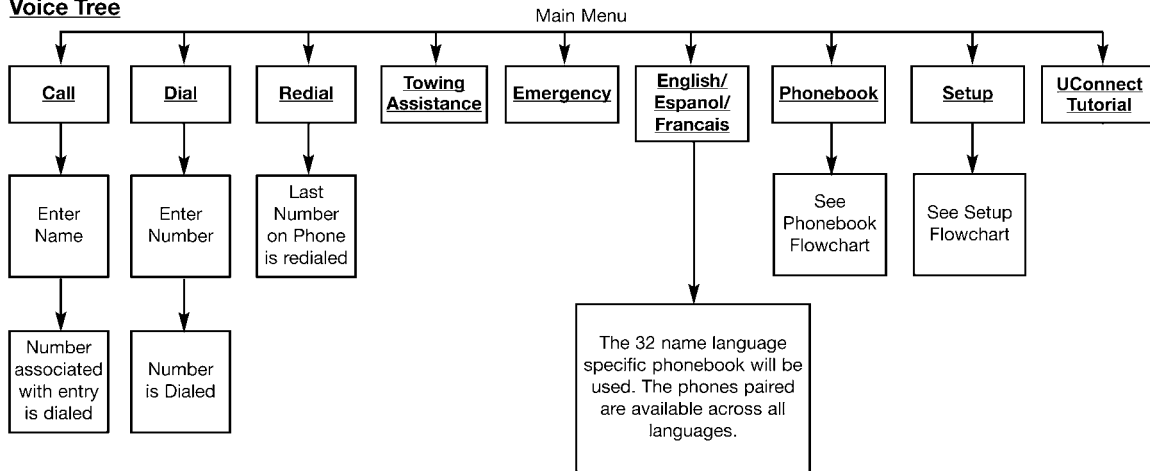 Voice Tree
Main Menu
Call
Dial
Redial
Towing
Assistance
Emergency
English/
Espanol/
Francais
Phonebook
Setup
UConnect
Tutorial
Enter
Name
Enter
Number
Last
Number
on Phone
is redialed
See
Phonebook
Flowchart
See Setup
Flowchart
Number
associated
with entry
is dialed
Number
is Dialed
The 32 name language
specific phonebook will be
used. The phones paired
are available across all
languages.